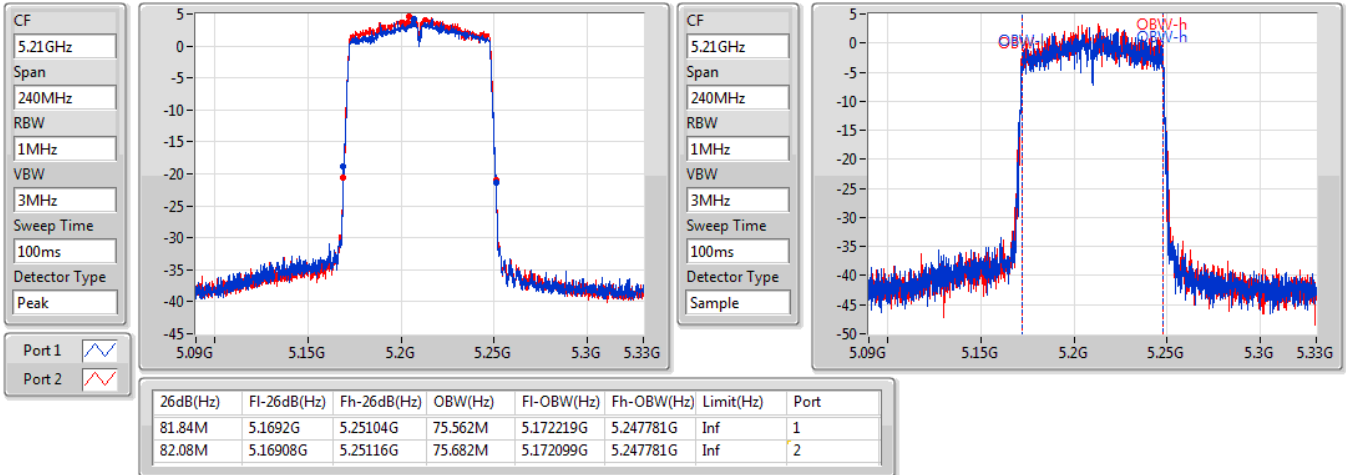 CF
5.21GHz
Span
240MHz
RBW
1MHz
VBW
3MHz
Sweep Time
100ms
Detector Type
Peak
Port 1
Port 2
5
0
-5
-10
-15
-20
-25
-30
-35
-40
-45
5.09G 5.15G 5.2G 5.25G 5.3G 5.33G
CF
5.21GHz
Span
240MHz
RBW
1MHz
VBW
3MHz
Sweep Time
100ms
Detector Type
Sample
5
0
-5
-10
-15
-20
-25
-30
-35
-40
-45
-50
OBW-h
OBW-h
5.09G 5.15G 5.2G 5.25G 5.3G 5.33G
26dB(Hz) Fl-26dB(Hz) Fh-26dB(Hz) OBW(Hz) Fl-OBW(Hz) Fh-OBW(Hz) Limit(Hz) Port
81.84M 5.1692G 5.25104G 75.562M 5.172219G 5.247781G Inf 1
82.08M 5.16908G 5.25116G 75.682M 5.172099G 5.247781G Inf 2